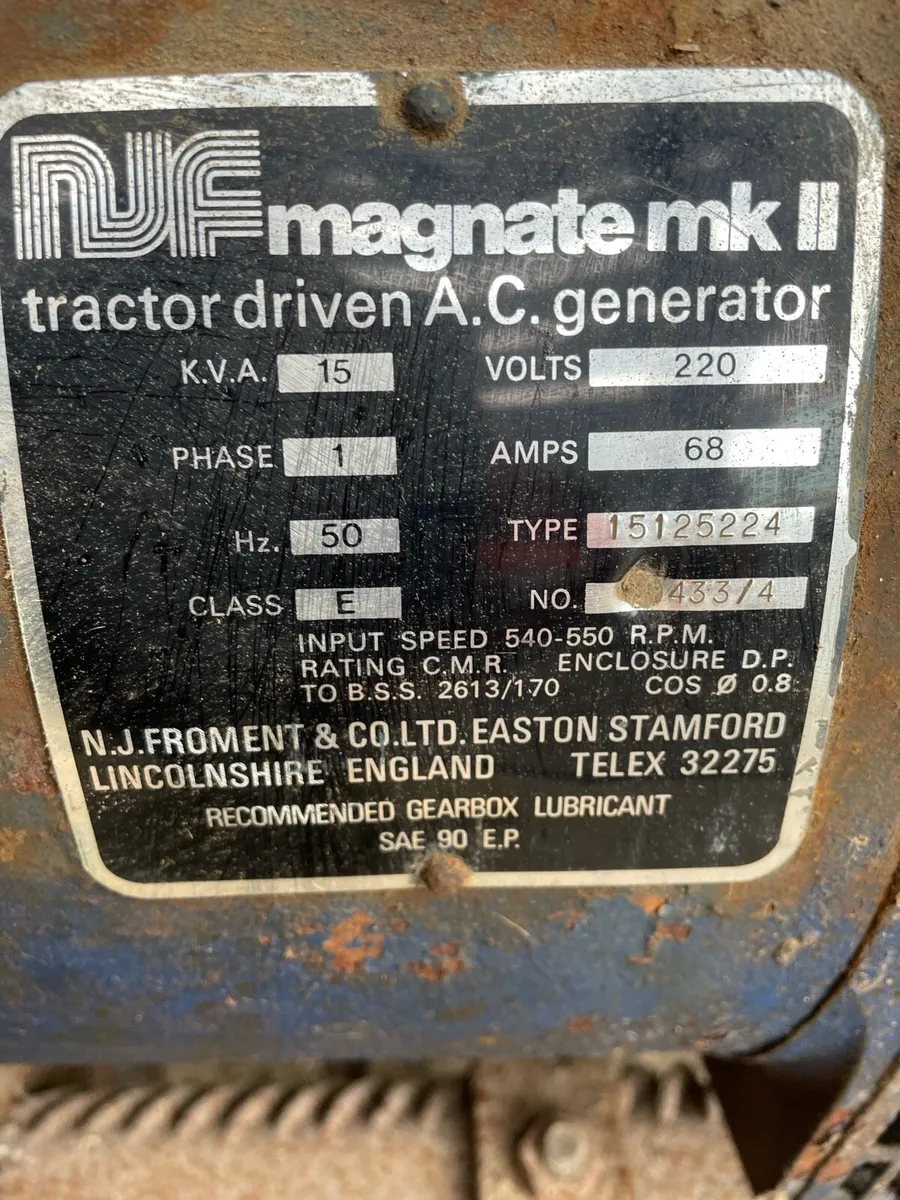 NJF magnate mk II
tractor driven A.C. generator
K.V.A. 15 VOLTS 220
PHASE 1 AMPS 68
Hz. 50 TYPE 15125224
CLASS E NO. 433/4
INPUT SPEED 540-550 R.P.M.
RATING C.M.R. ENCLOSURE D.P.
TO B.S.S. 2613/170 COS Ø 0.8
N.J.FROMENT & CO.LTD.EASTON STAMFORD
LINCOLNSHIRE ENGLAND TELEX 32275
RECOMMENDED GEARBOX LUBRICANT
SAE 90 E.P.